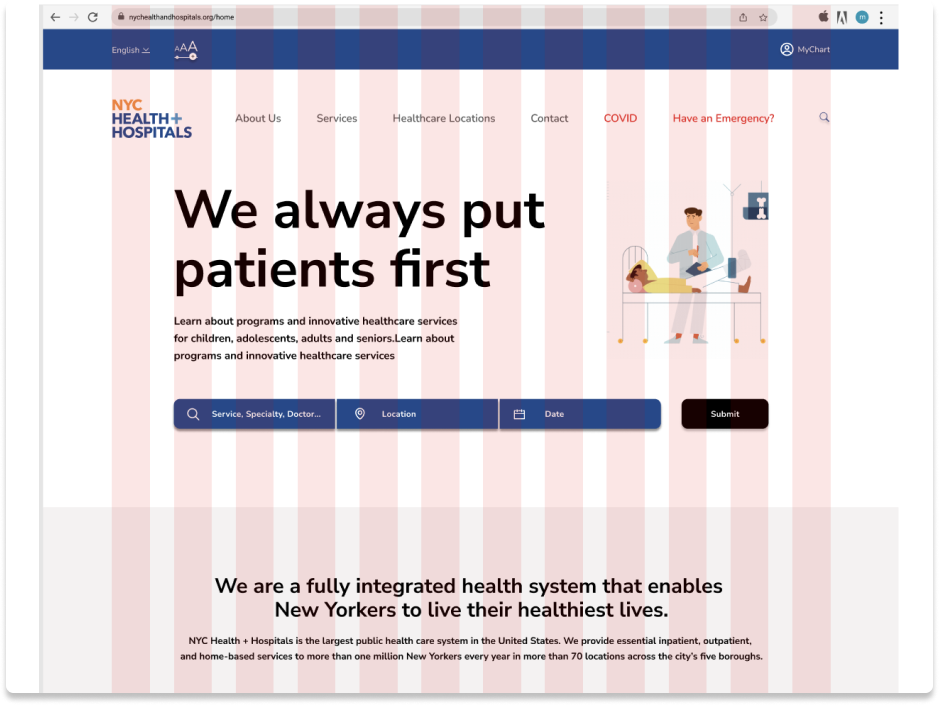 nychealthandhospitals.org/home
m
English
AAA
MyChart
NYC
HEALTH+
HOSPITALS
About Us
Services
Healthcare Locations
Contact
COVID
Have an Emergency?
We always put
patients first
Learn about programs and innovative healthcare services
for children, adolescents, adults and seniors.Learn about
programs and innovative healthcare services
Service, Specialty, Doctor...
Location
Date
Submit
We are a fully integrated health system that enables
New Yorkers to live their healthiest lives.
NYC Health + Hospitals is the largest public health care system in the United States. We provide essential inpatient, outpatient,
and home-based services to more than one million New Yorkers every year in more than 70 locations across the city's five boroughs.